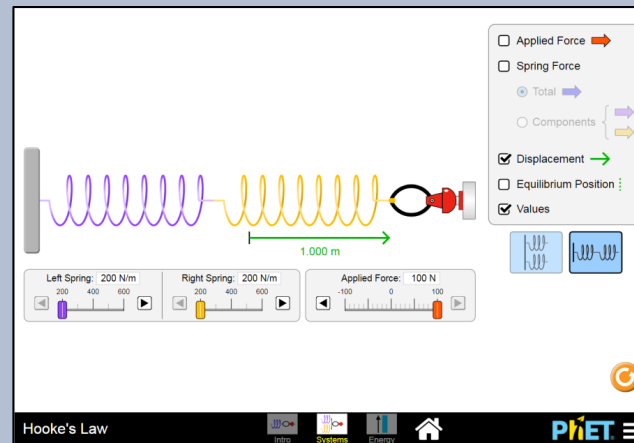 Applied Force
Spring Force
Total
Components
Displacement
Equilibrium Position
Values
1.000 m
Left Spring: 200 N/m
200 400 600
Right Spring: 200 N/m
200 400 600
Applied Force: 100 N
-100 0 100
Hooke's Law
Intro
Systems
Energy
PhET